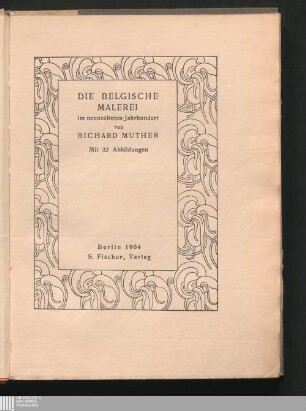 DIE BELGISCHE
MALEREI
im neunzehnten Jahrhundert
von
RICHARD MUTHER
Mit 32 Abbildungen
Berlin 1904
S. Fischer, Verlag